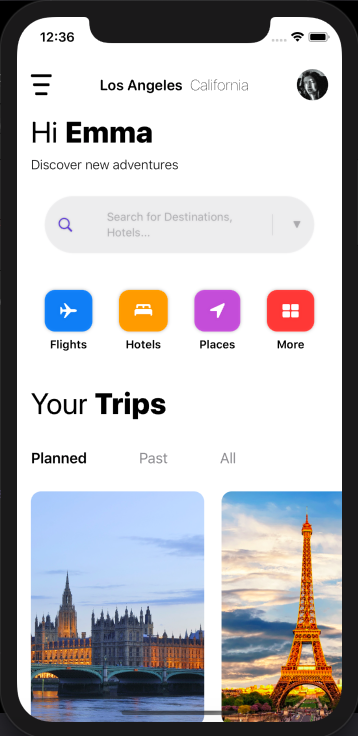 12:36
Los Angeles California
Hi Emma
Discover new adventures
Search for Destinations,
Hotels...
Flights Hotels Places More
Your Trips
Planned Past All